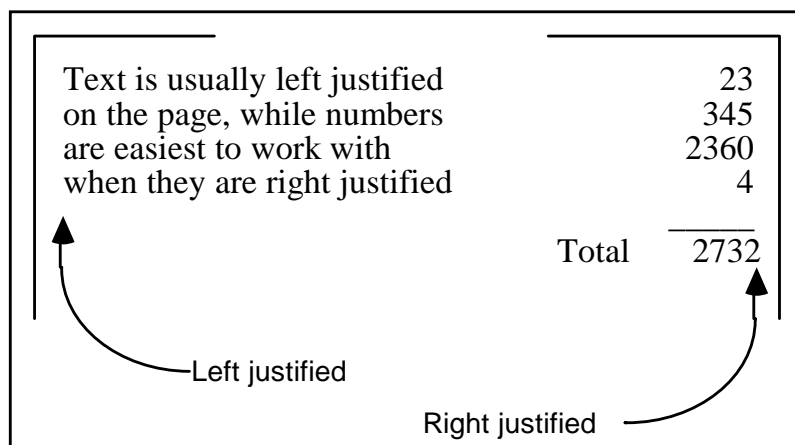 Text is usually left justified 23
on the page, while numbers 345
are easiest to work with 2360
when they are right justified 4
_____
Total 2732
Left justified
Right justified